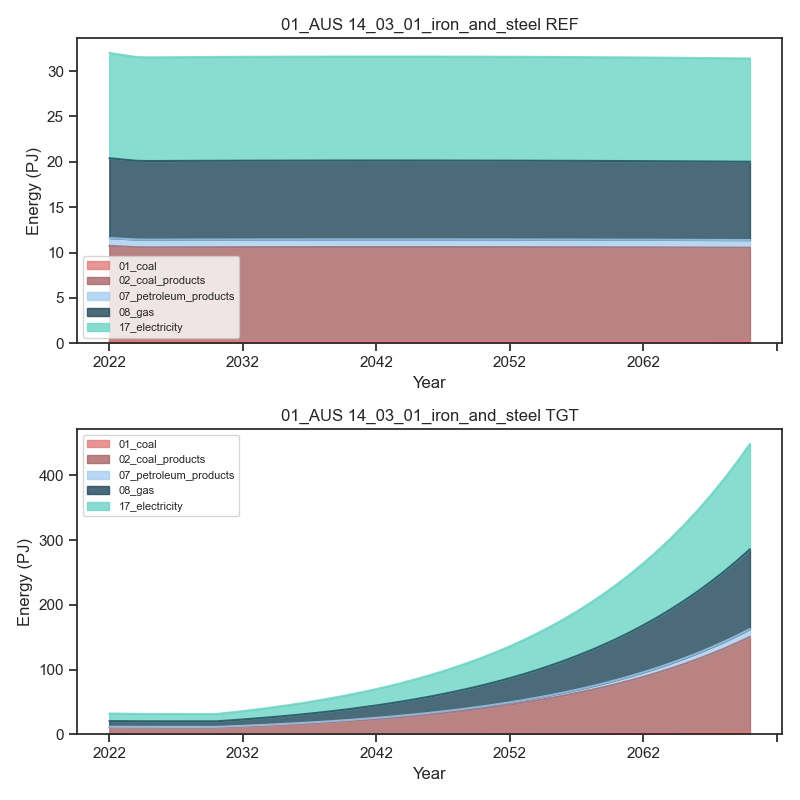 01_AUS 14_03_01_iron_and_steel REF
Energy (PJ)
30
25
20
15
10
5
0
01_coal
02_coal_products
07_petroleum_products
08_gas
17_electricity
2022 2032 2042 2052 2062
Year
01_AUS 14_03_01_iron_and_steel TGT
Energy (PJ)
400
300
200
100
0
01_coal
02_coal_products
07_petroleum_products
08_gas
17_electricity
2022 2032 2042 2052 2062
Year